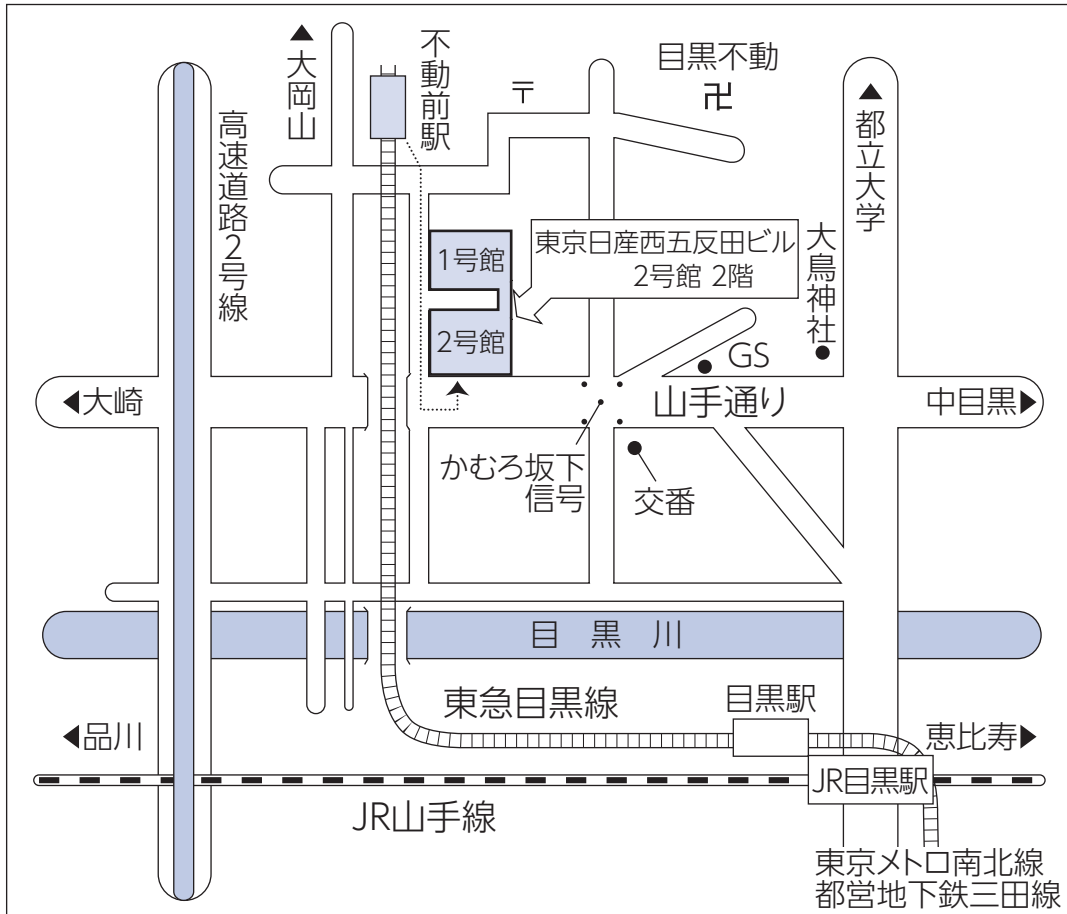 ▲大岡山
不動前駅
〒
目黒不動
卍
▲都立大学
高速道路2号線
大鳥神社
1号館
2号館
東京日産西五反田ビル
2号館 2階
GS
◀大崎
山手通り
中目黒▶
かむろ坂下
信号
交番
目黒川
東急目黒線
目黒駅
◀品川
恵比寿▶
JR目黒駅
JR山手線
東京メトロ南北線
都営地下鉄三田線